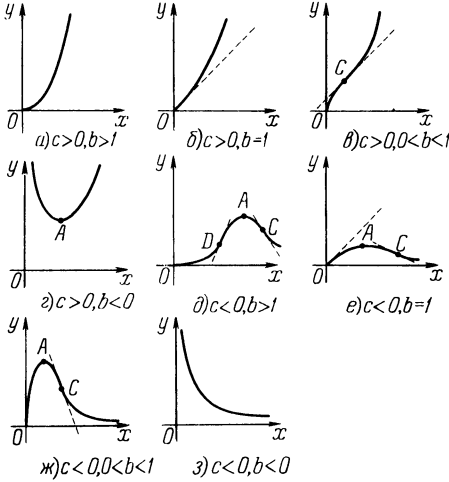 y y y
C
O x O x O x
а) c>0, b>1 б) c>0, b=1 в) c>0, 0<b<1
y y y
A
A D C
A C
O x O x O x
г) c>0, b<0 д) c<0, b>1 е) c<0, b=1
y y
A
C
O x O x
ж) c<0, 0<b<1 з) c<0, b<0